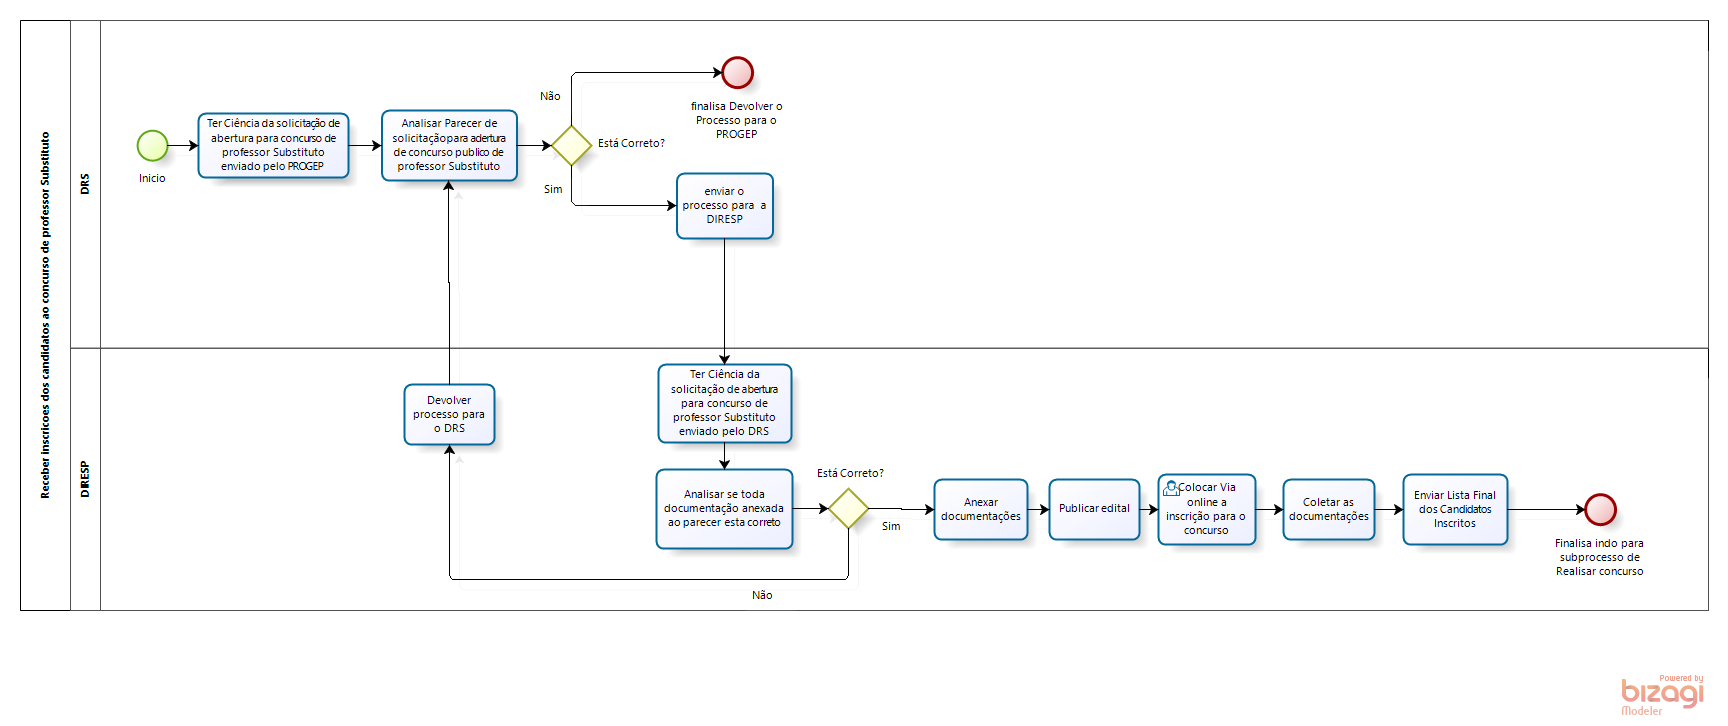 Receber inscricoes dos candidatos ao concurso de professor Substituto
DRS
Inicio
Ter Ciência da solicitação de
abertura para concurso de
professor Substituto
enviado pelo PROGEP
Analisar Parecer de
solicitação para adertura
de concurso publico de
professor Substituto
Não
Está Correto?
Sim
finalisa Devolver o
Processo para o
PROGEP
enviar o
processo para a
DIRESP
DIRESP
Devolver
processo para
o DRS
Ter Ciência da
solicitação de abertura
para concurso de
professor Substituto
enviado pelo DRS
Analisar se toda
documentação anexada
ao parecer esta correto
Está Correto?
Sim
Não
Anexar
documentações
Publicar edital
Colocar Via
online a
inscrição para o
concurso
Coletar as
documentações
Enviar Lista Final
dos Candidatos
Inscritos
Finalisa indo para
subprocesso de
Realisar concurso
Powered by
bizagi
Modeler